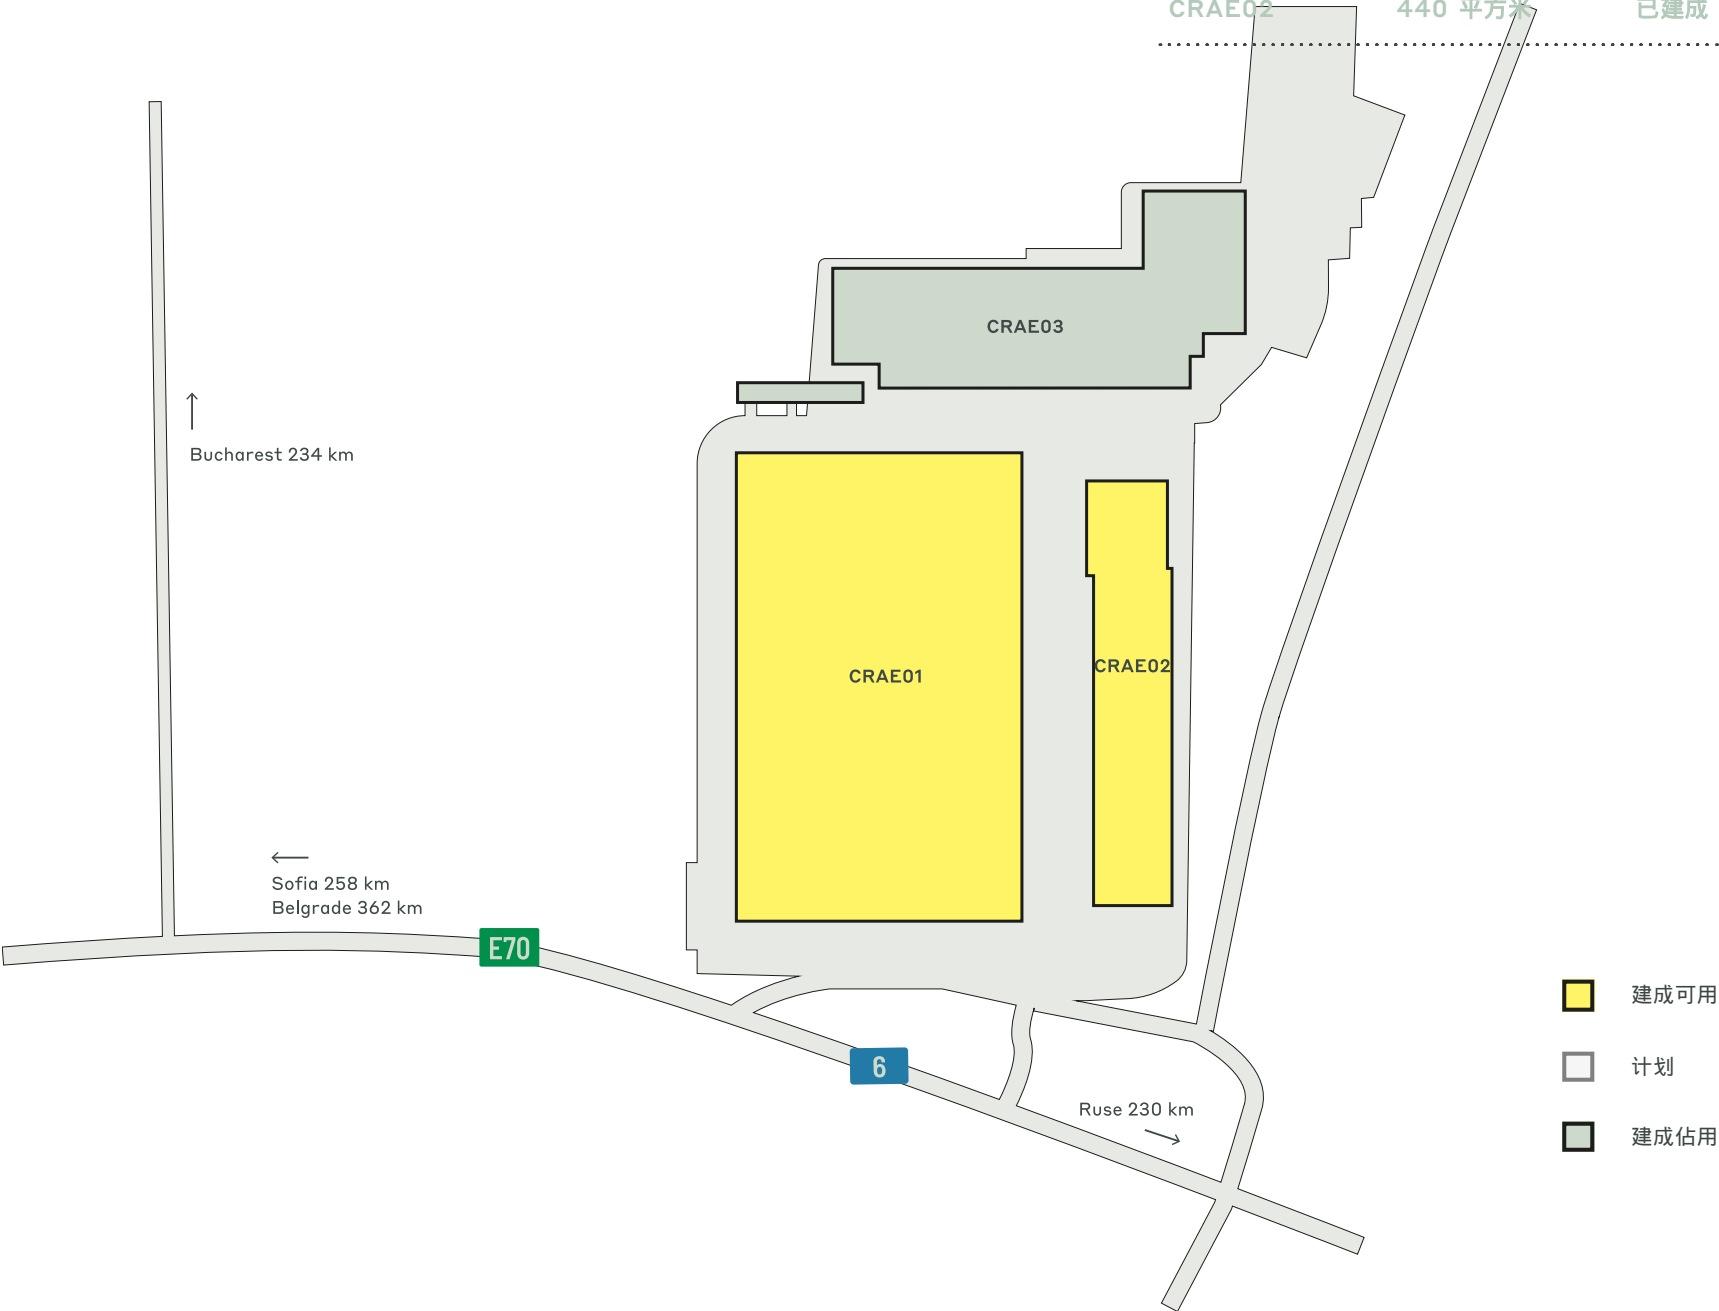 CRAE02 440 平方米 已建成
CRAE03
Bucharest 234 km
CRAE01
CRAE02
Sofia 258 km
Belgrade 362 km
E70
6
Ruse 230 km
建成可用
计划
建成佔用